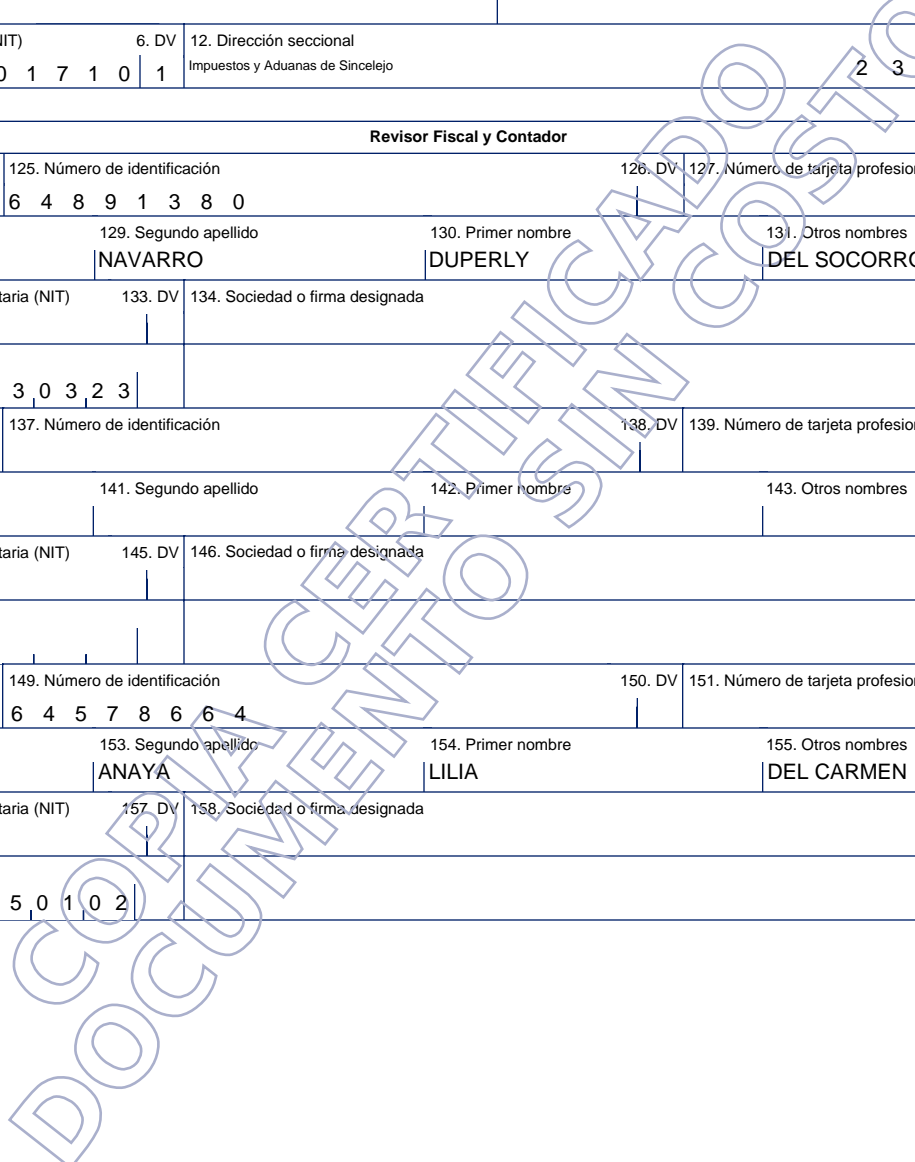 NIT) 6. DV 12. Dirección seccional
0 1 7 1 0 1 Impuestos y Aduanas de Sincelejo 2 3
Revisor Fiscal y Contador
125. Número de identificación 126. DV 127. Número de tarjeta profesion
6 4 8 9 1 3 8 0
129. Segundo apellido 130. Primer nombre 131. Otros nombres
NAVARRO DUPERLY DEL SOCORRO
taria (NIT) 133. DV 134. Sociedad o firma designada
3 0 3 2 3
137. Número de identificación 138. DV 139. Número de tarjeta profesion
141. Segundo apellido 142. Primer nombre 143. Otros nombres
taria (NIT) 145. DV 146. Sociedad o firma designada
149. Número de identificación 150. DV 151. Número de tarjeta profesion
6 4 5 7 8 6 6 4
153. Segundo apellido 154. Primer nombre 155. Otros nombres
ANAYA LILIA DEL CARMEN
taria (NIT) 157. DV 158. Sociedad o firma designada
5 0 1 0 2
COPIA CERTIFICADO
DOCUMENTO SIN COSTO